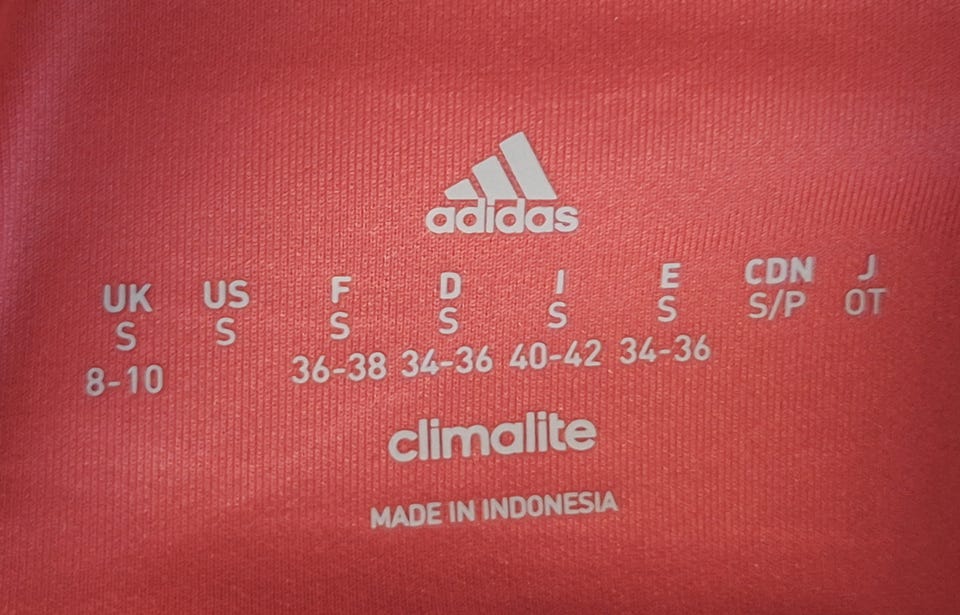 adidas
UK US F D I E CDN J
S S S S S S S/P OT
8-10 36-38 34-36 40-42 34-36
climalite
MADE IN INDONESIA